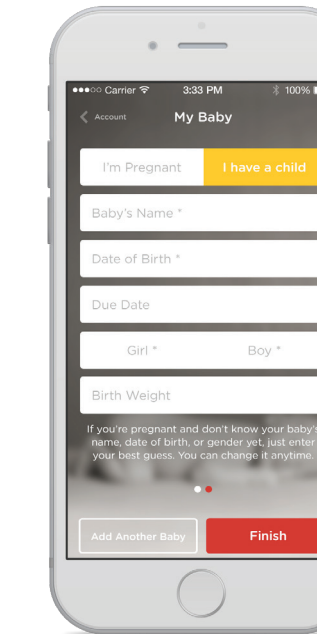 Carrier 3:33 PM 100%
Account My Baby
I'm Pregnant I have a child
Baby's Name *
Date of Birth *
Due Date
Girl * Boy *
Birth Weight
If you're pregnant and don't know your baby's
name, date of birth, or gender yet, just enter
your best guess. You can change it anytime.
Add Another Baby Finish